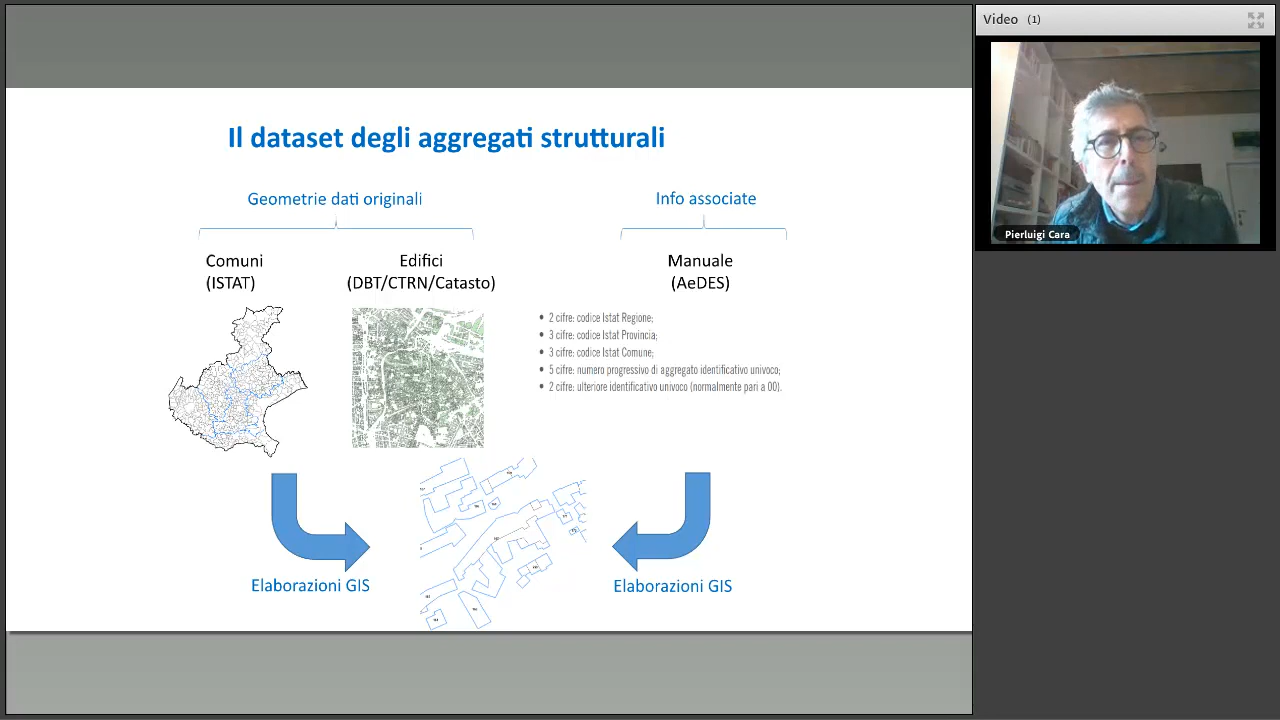 Video (1)
Pierluigi Cara
Il dataset degli aggregati strutturali
Geometrie dati originali
Info associate
Comuni
(ISTAT)
Edifici
(DBT/CTRN/Catasto)
Manuale
(AeDES)
• 2 cifre: codice Istat Regione;
• 3 cifre: codice Istat Provincia;
• 3 cifre: codice Istat Comune;
• 5 cifre: numero progressivo di aggregato identificativo univoco;
• 2 cifre: ulteriore identificativo univoco (normalmente pari a 00).
Elaborazioni GIS
Elaborazioni GIS